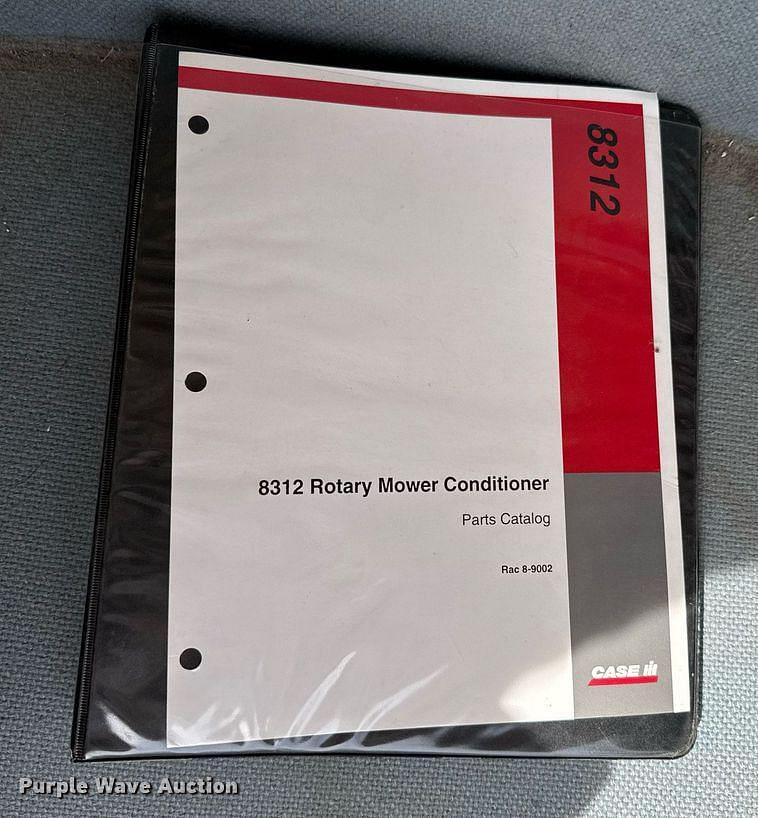 8312
8312 Rotary Mower Conditioner
Parts Catalog
Rac 8-9002
CASE IH
Purple Wave Auction